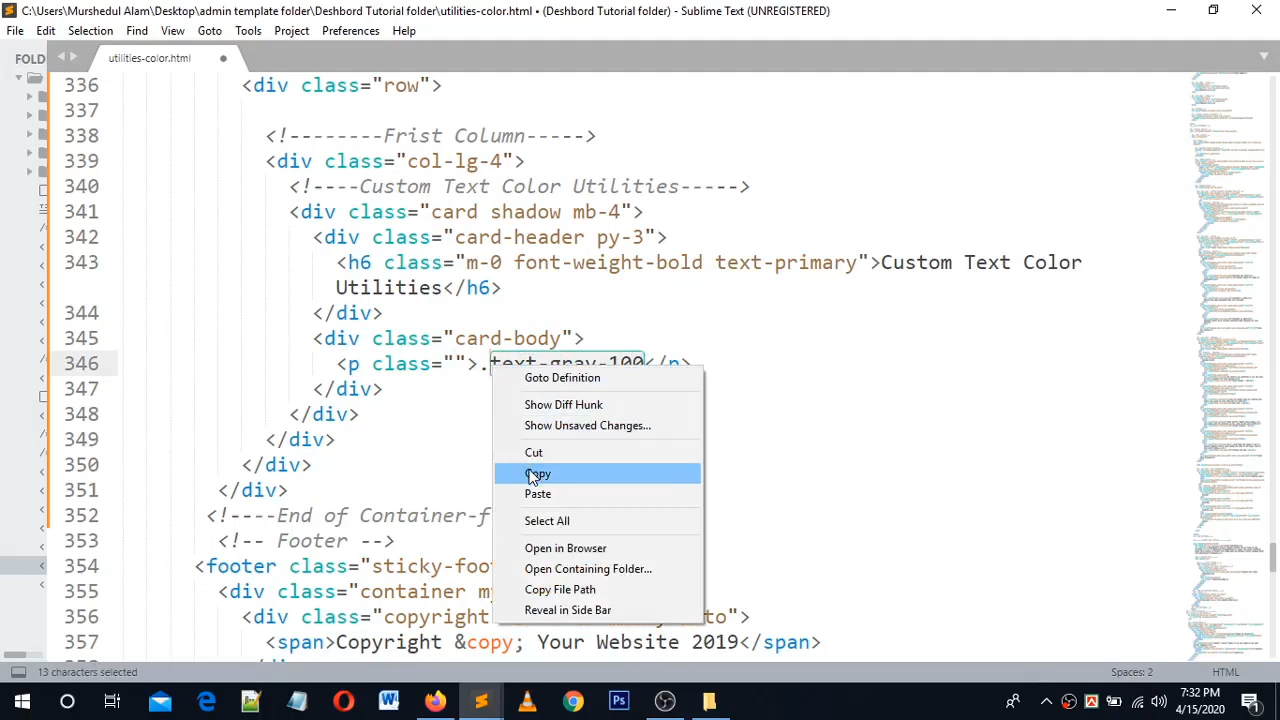 C:\Users\Murshedul Alam\Desktop\admin template folder\Deshbord Tutorial folder\utilities-color.html • (Deshbord Tutorial foder) - Sublime Text (UNREGISTERED)
File Edit Selection Find View Goto Tools Project Preferences Help
FOLD
utilities-color.html
336 <div class="row">
337
338 <!--------Frist Column----->
339 <div class="col-lg-4">
340 <!----Custom Text Color Utilities----->
341 <div class="card shadow mb-4">
342 <div class="card-header py-3">
343 <h6 class="m-0 font-weight-bold text-primary">Custom Text Color
Utilities</h6>
344 </div>
345 <div class="card-body">
346 class="">.text-gray-100</p>
347 </div>
348 </div>
349 </div>
350 </div>
351 </div>
352 <!----End of Container--
353 <!-- Footer -->
354 <footer class="sticky-foo
355 <div class="container my
356 <div class="copyright to">
357 <span>Copyright &copy; Your Website 2019</span>
Definition...
Diff Hunk
Unsaved Changes...
Copy
Select All
Open in Browser
Folder...
Copy File Path
Reveal in Side Bar
13 characters selected
Spaces: 2
HTML
7:32 PM
4/15/2020